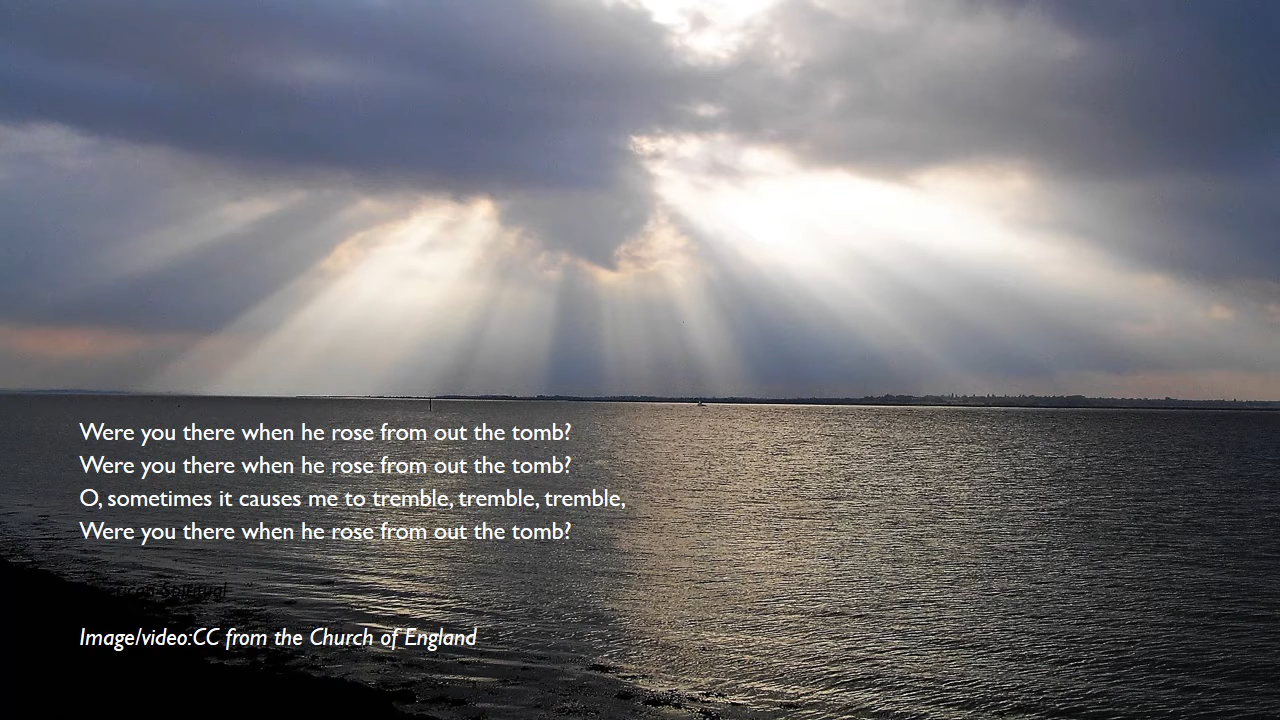 Were you there when he rose from out the tomb?
Were you there when he rose from out the tomb?
O, sometimes it causes me to tremble, tremble, tremble,
Were you there when he rose from out the tomb?
Spiritual
Image/video:CC from the Church of England